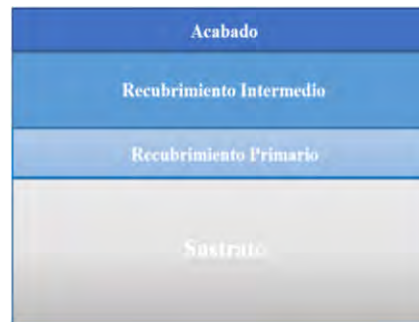 Acabado
Recubrimiento Intermedio
Recubrimiento Primario
Sustrato